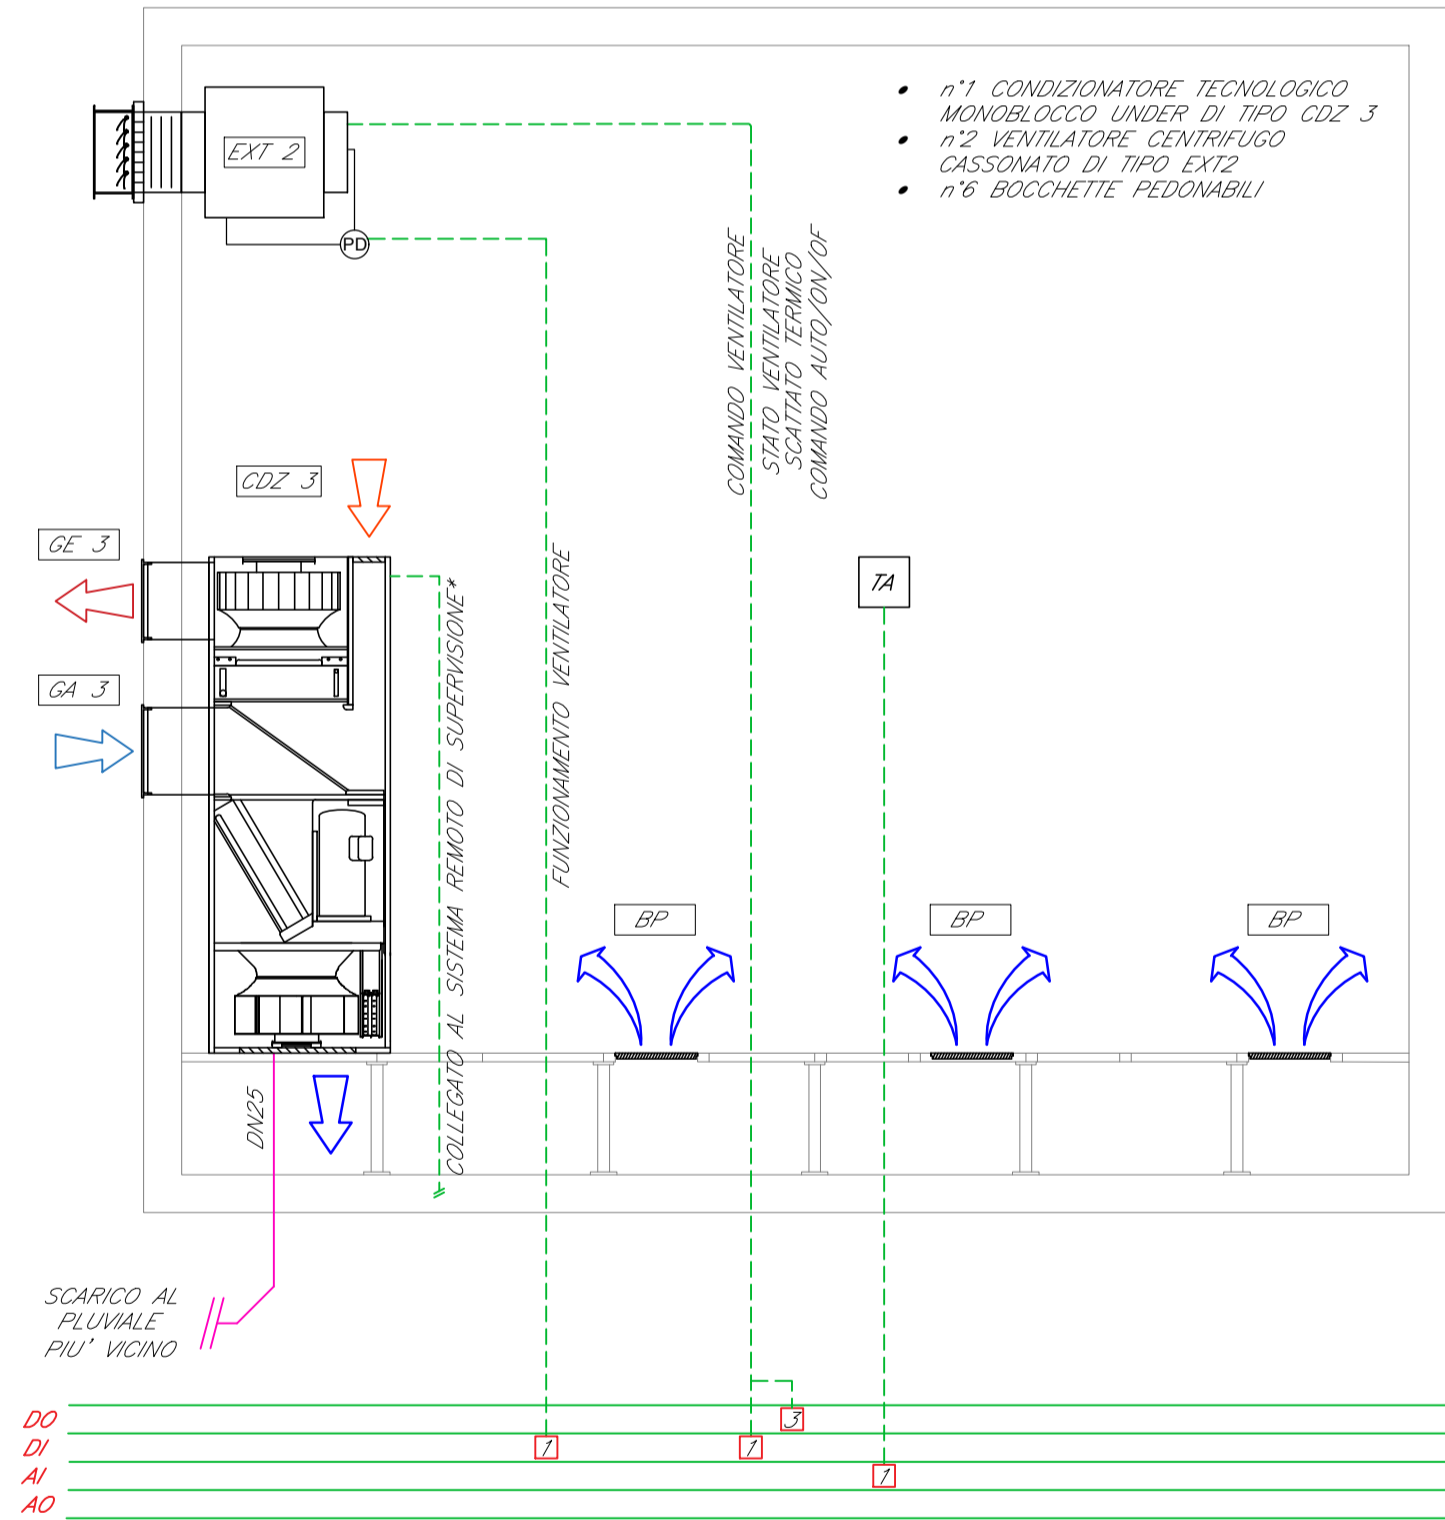 • n°1 CONDIZIONATORE TECNOLOGICO
MONOBLOCCO UNDER DI TIPO CDZ 3
• n°2 VENTILATORE CENTRIFUGO
CASSONATO DI TIPO EXT2
• n°6 BOCCHETTE PEDONABILI
EXT 2
PD
COMANDO VENTILATORE
STATO VENTILATORE
SCATTATO TERMICO
COMANDO AUTO/ON/OF
CDZ 3
GE 3
GA 3
COLLEGATO AL SISTEMA REMOTO DI SUPERVISIONE*
FUNZIONAMENTO VENTILATORE
TA
BP
BP
BP
DN25
SCARICO AL
PLUVIALE
PIU' VICINO
DO
3
DI
1
1
AI
1
AO